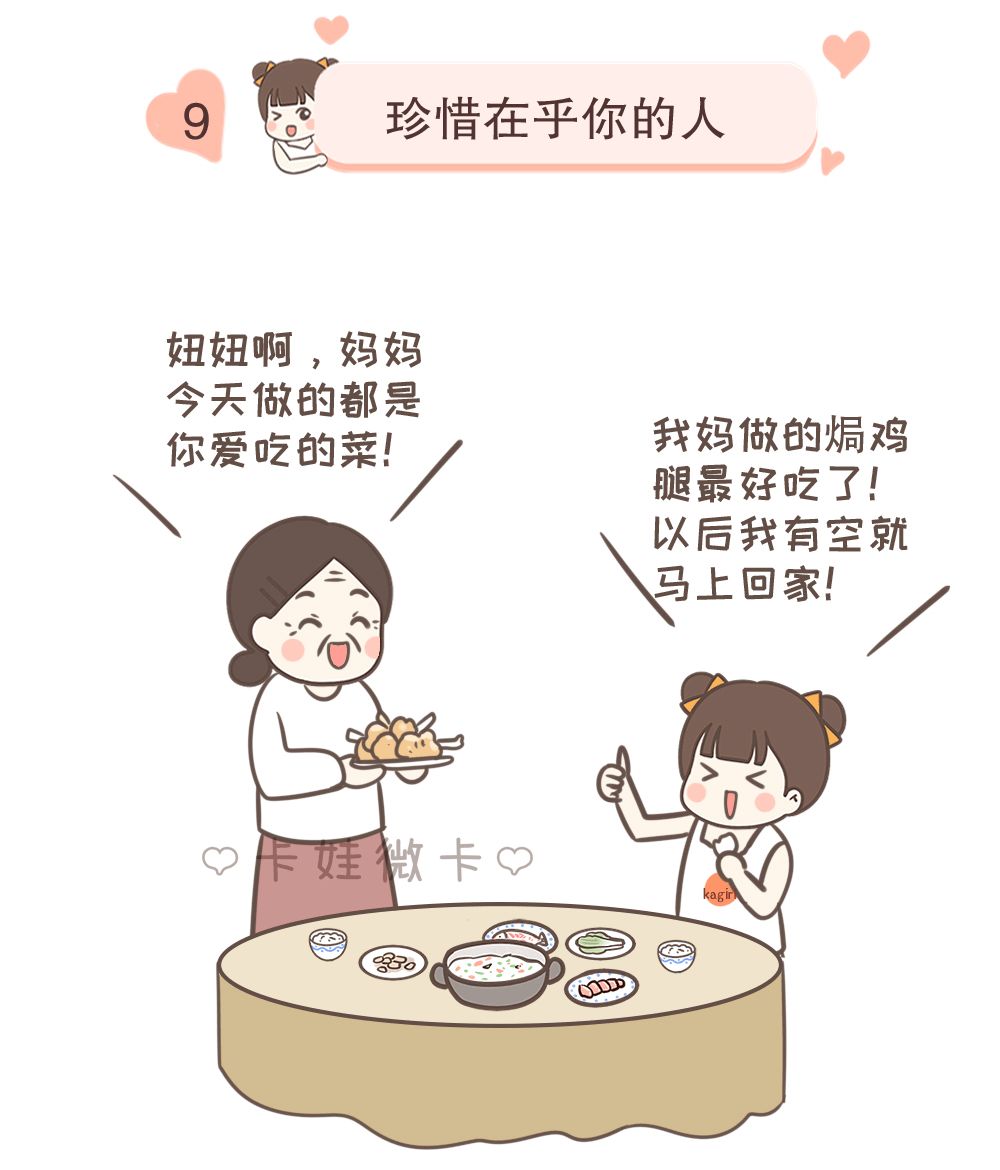 9
珍惜在乎你的人
妞妞啊，妈妈
今天做的都是
你爱吃的菜!
我妈做的焗鸡
腿最好吃了!
以后我有空就
马上回家!
♡卡娃微卡♡
kagirl